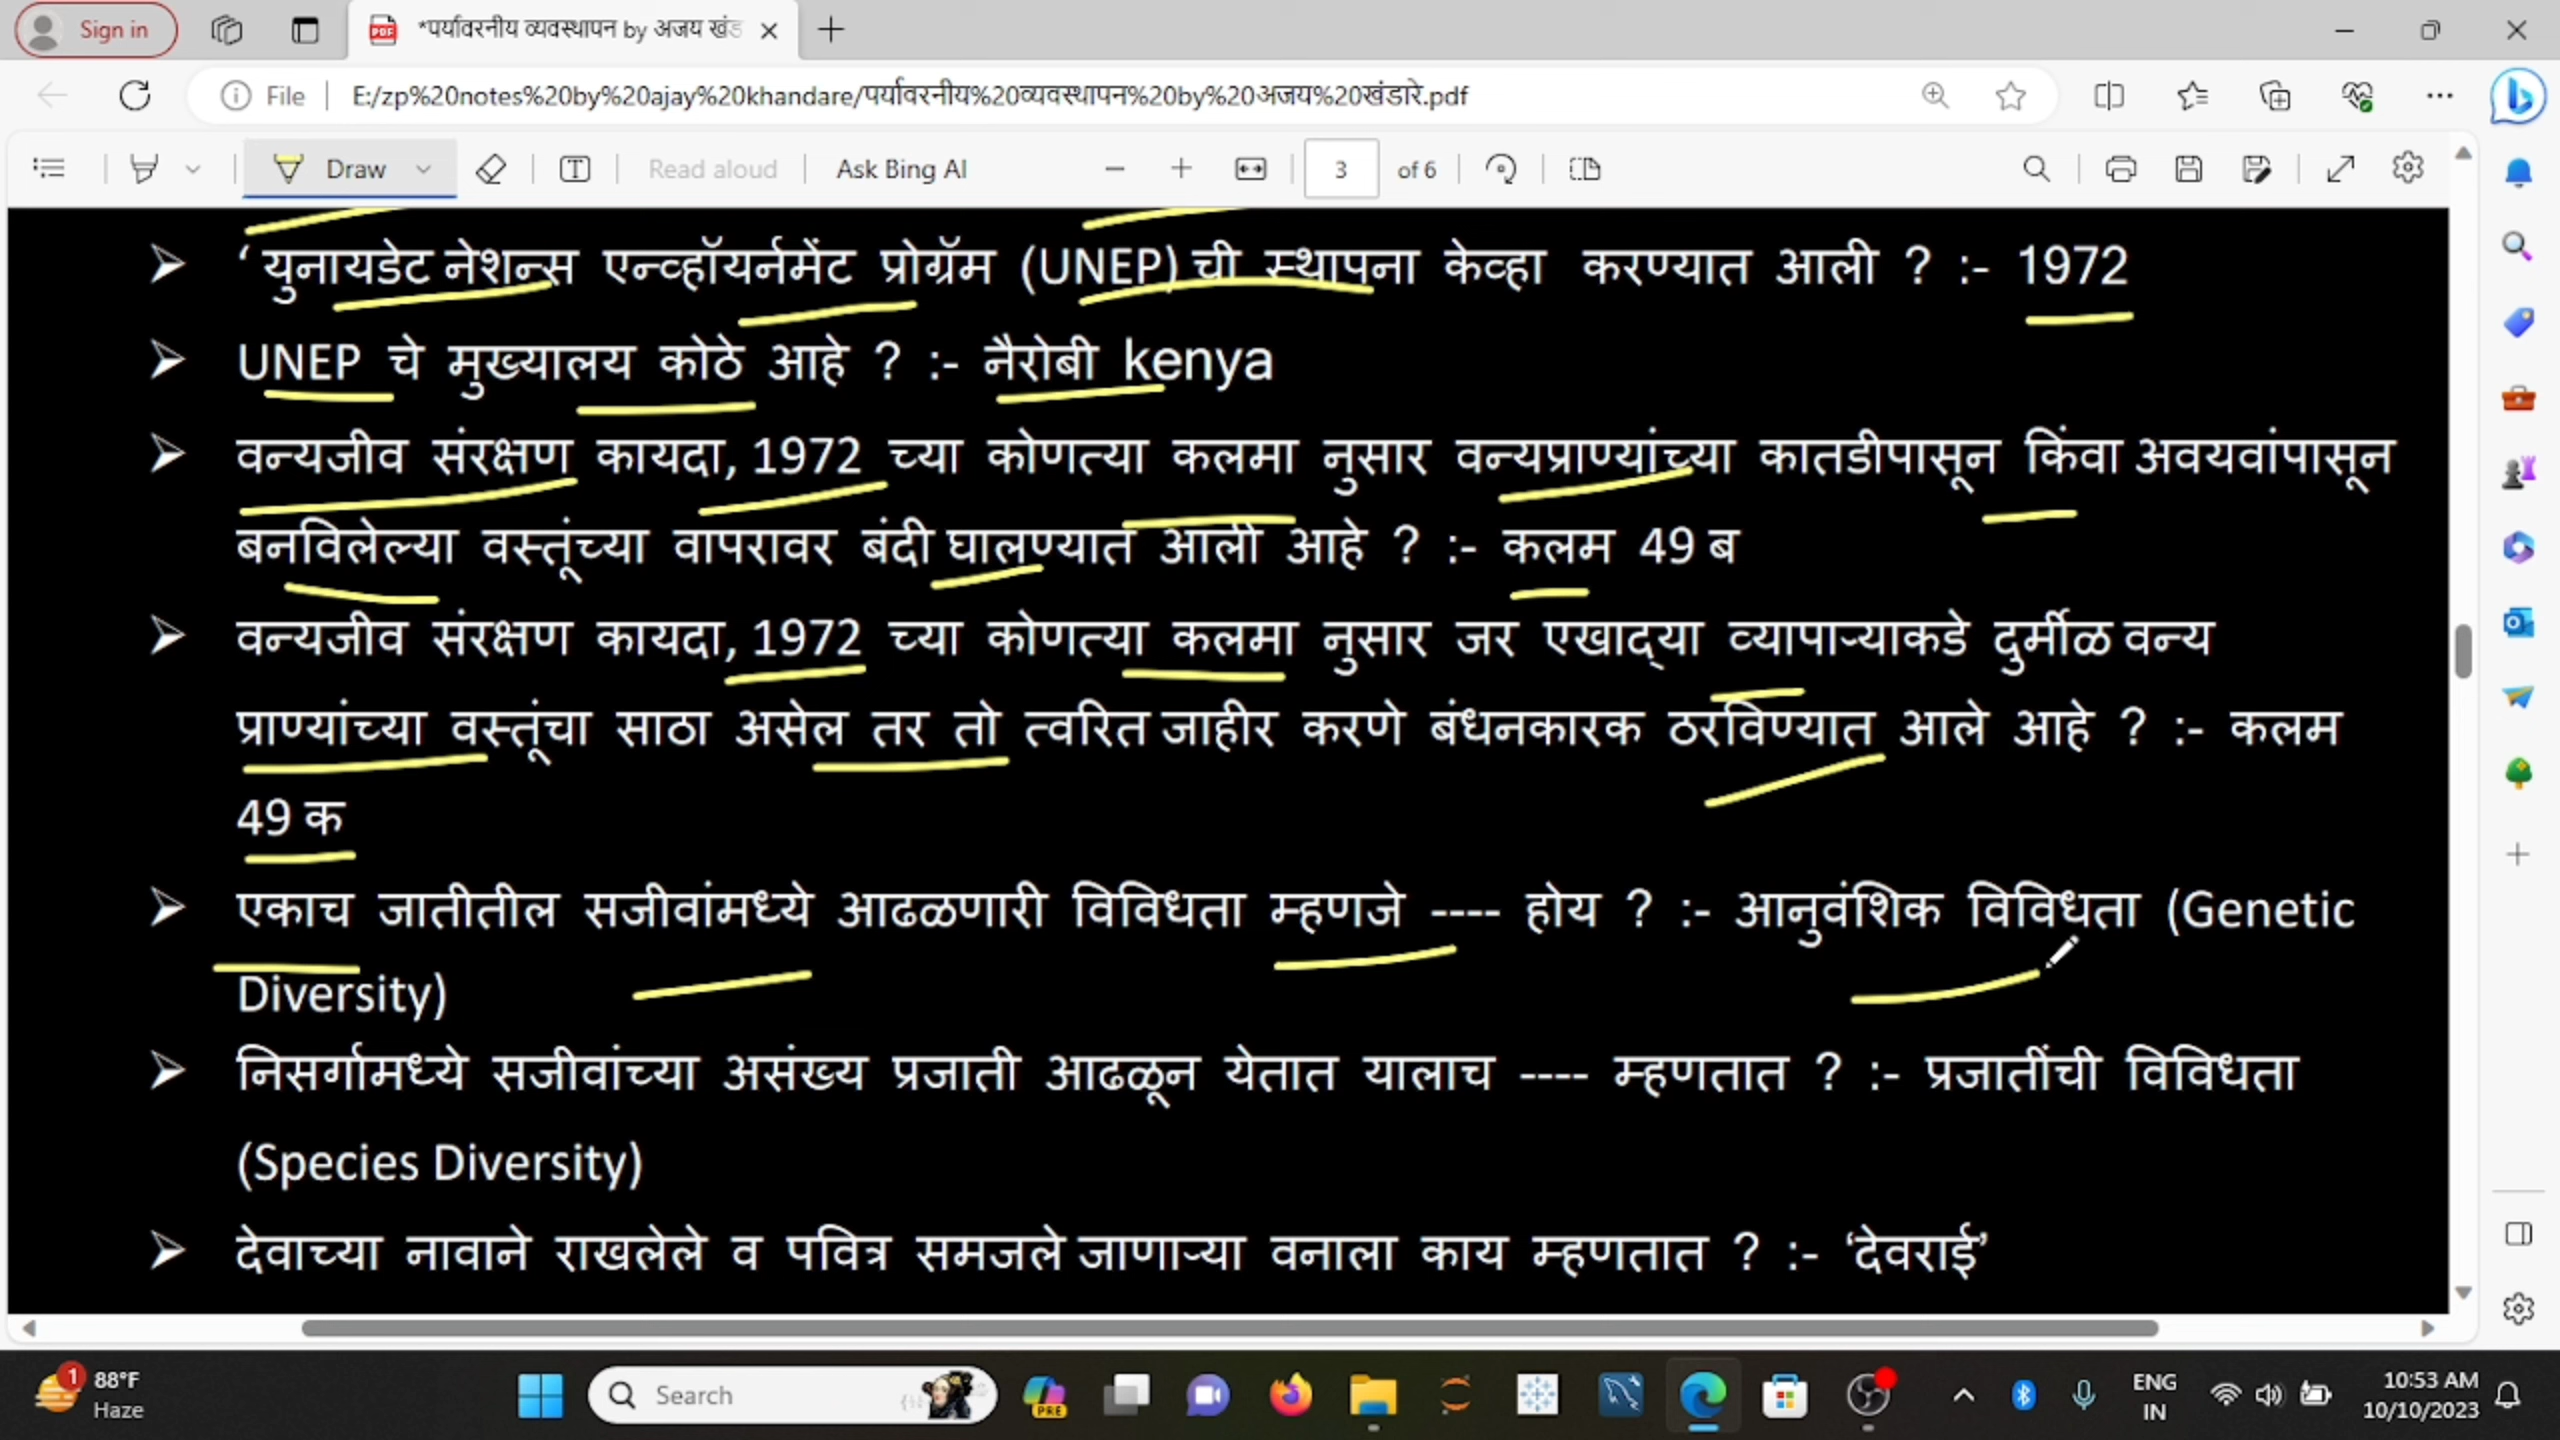 Sign in
*पर्यावरनीय व्यवस्थापन by अजय खंड
File
E:/zp%20notes%20by%20ajay%20khandare/पर्यावरनीय%20व्यवस्थापन%20by%20अजय%20खंडारे.pdf
Draw
Read aloud
Ask Bing AI
3 of 6
➢ ‘ युनायडेट नेशन्स एन्व्हॉयर्नमेंट प्रोग्रॅम (UNEP) ची स्थापना केव्हा करण्यात आली ? :- 1972
➢ UNEP चे मुख्यालय कोठे आहे ? :- नैरोबी kenya
➢ वन्यजीव संरक्षण कायदा, 1972 च्या कोणत्या कलमा नुसार वन्यप्राण्यांच्या कातडीपासून किंवा अवयवांपासून
बनविलेल्या वस्तूंच्या वापरावर बंदी घालण्यात आली आहे ? :- कलम 49 ब
➢ वन्यजीव संरक्षण कायदा, 1972 च्या कोणत्या कलमा नुसार जर एखाद्या व्यापाऱ्याकडे दुर्मीळ वन्य
प्राण्यांच्या वस्तूंचा साठा असेल तर तो त्वरित जाहीर करणे बंधनकारक ठरविण्यात आले आहे ? :- कलम
49 क
➢ एकाच जातीतील सजीवांमध्ये आढळणारी विविधता म्हणजे ---- होय ? :- आनुवंशिक विविधता (Genetic
Diversity)
➢ निसर्गामध्ये सजीवांच्या असंख्य प्रजाती आढळून येतात यालाच ---- म्हणतात ? :- प्रजातींची विविधता
(Species Diversity)
➢ देवाच्या नावाने राखलेले व पवित्र समजले जाणाऱ्या वनाला काय म्हणतात ? :- ‘देवराई’
1
88°F
Haze
Search
PRE
ENG
IN
10:53 AM
10/10/2023